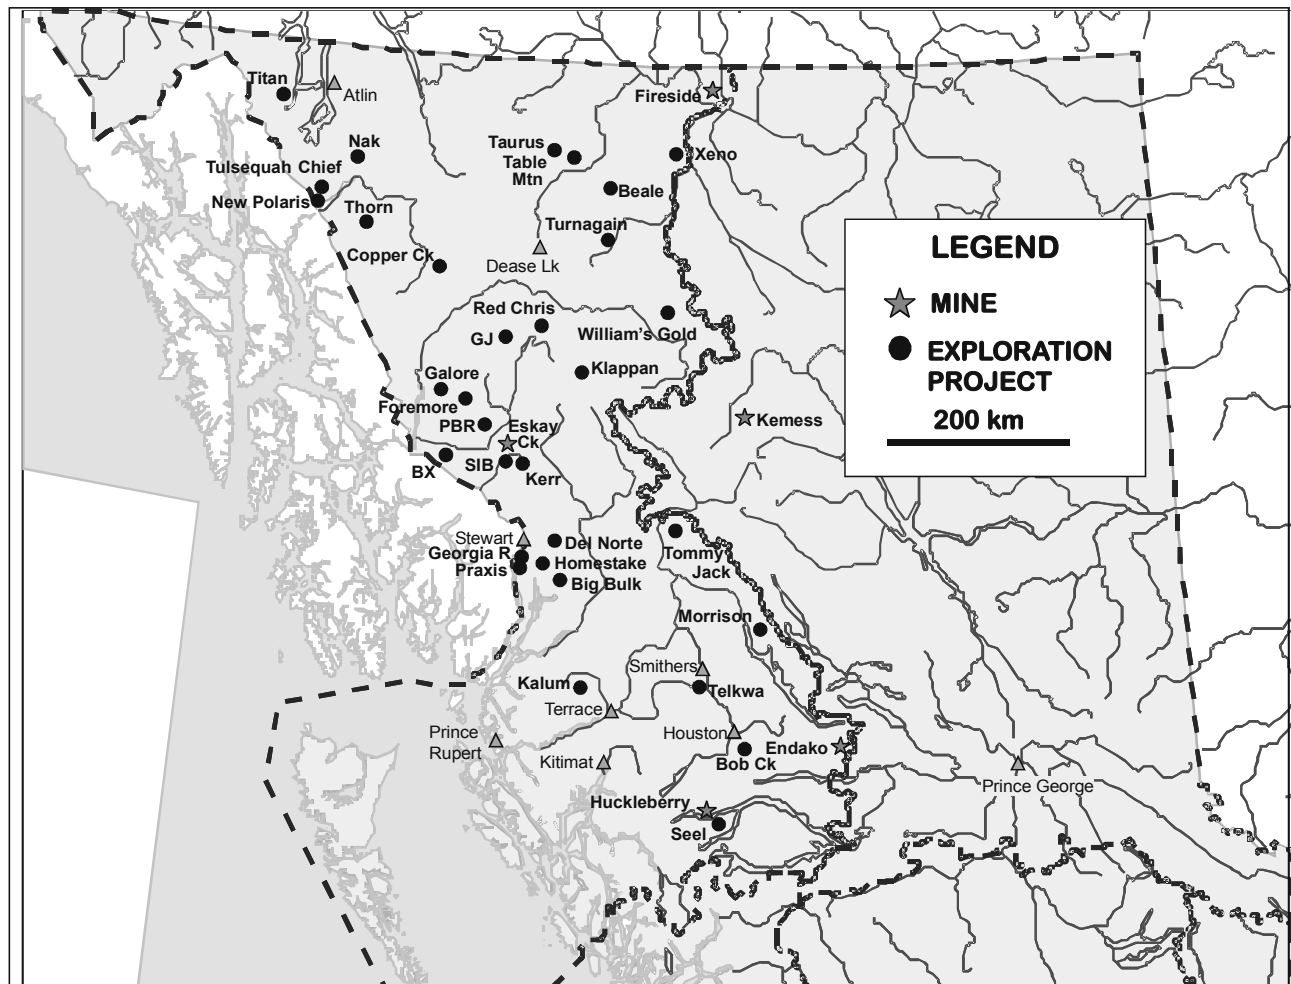 Titan
Atlin
Fireside
Nak
Taurus
Table
Mtn
Xeno
Tulsequah Chief
New Polaris
Beale
Thorn
Turnagain
Copper Ck
Dease Lk
LEGEND
MINE
EXPLORATION
PROJECT
200 km
Red Chris
GJ
William's Gold
Galore
Klappan
Foremore
PBR
Eskay
Ck
Kemess
BX
SIB
Kerr
Stewart
Georgia R
Praxis
Del Norte
Homestake
Big Bulk
Tommy
Jack
Morrison
Smithers
Kalum
Telkwa
Terrace
Prince
Rupert
Houston
Endako
Kitimat
Bob Ck
Prince George
Huckleberry
Seel